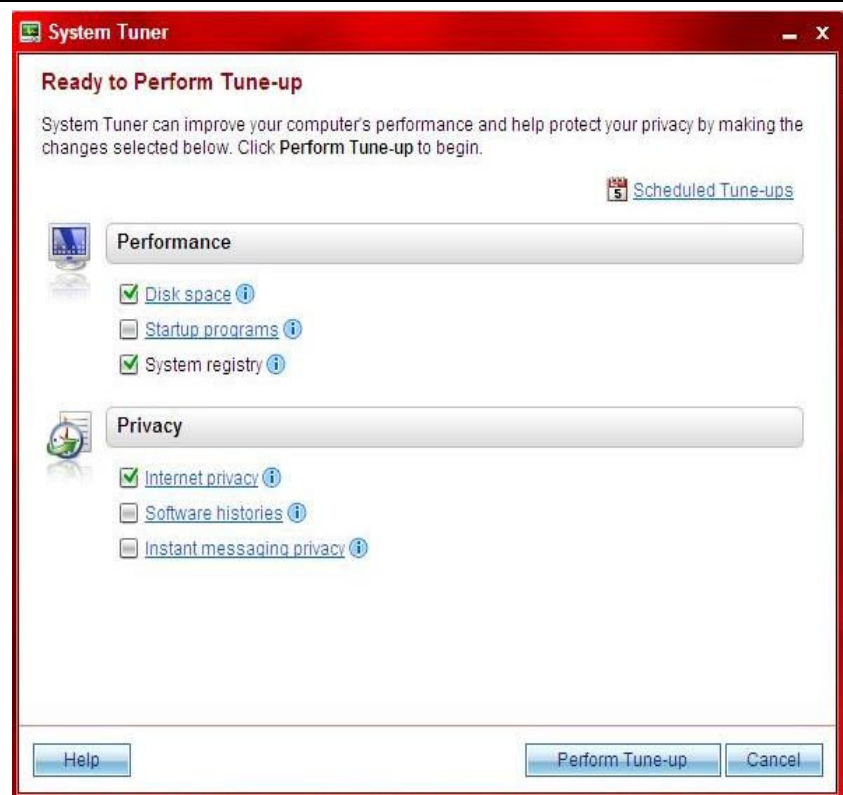 System Tuner
Ready to Perform Tune-up
System Tuner can improve your computer's performance and help protect your privacy by making the
changes selected below. Click Perform Tune-up to begin.
5 Scheduled Tune-ups
Performance
Disk space
Startup programs
System registry
Privacy
Internet privacy
Software histories
Instant messaging privacy
Help
Perform Tune-up
Cancel